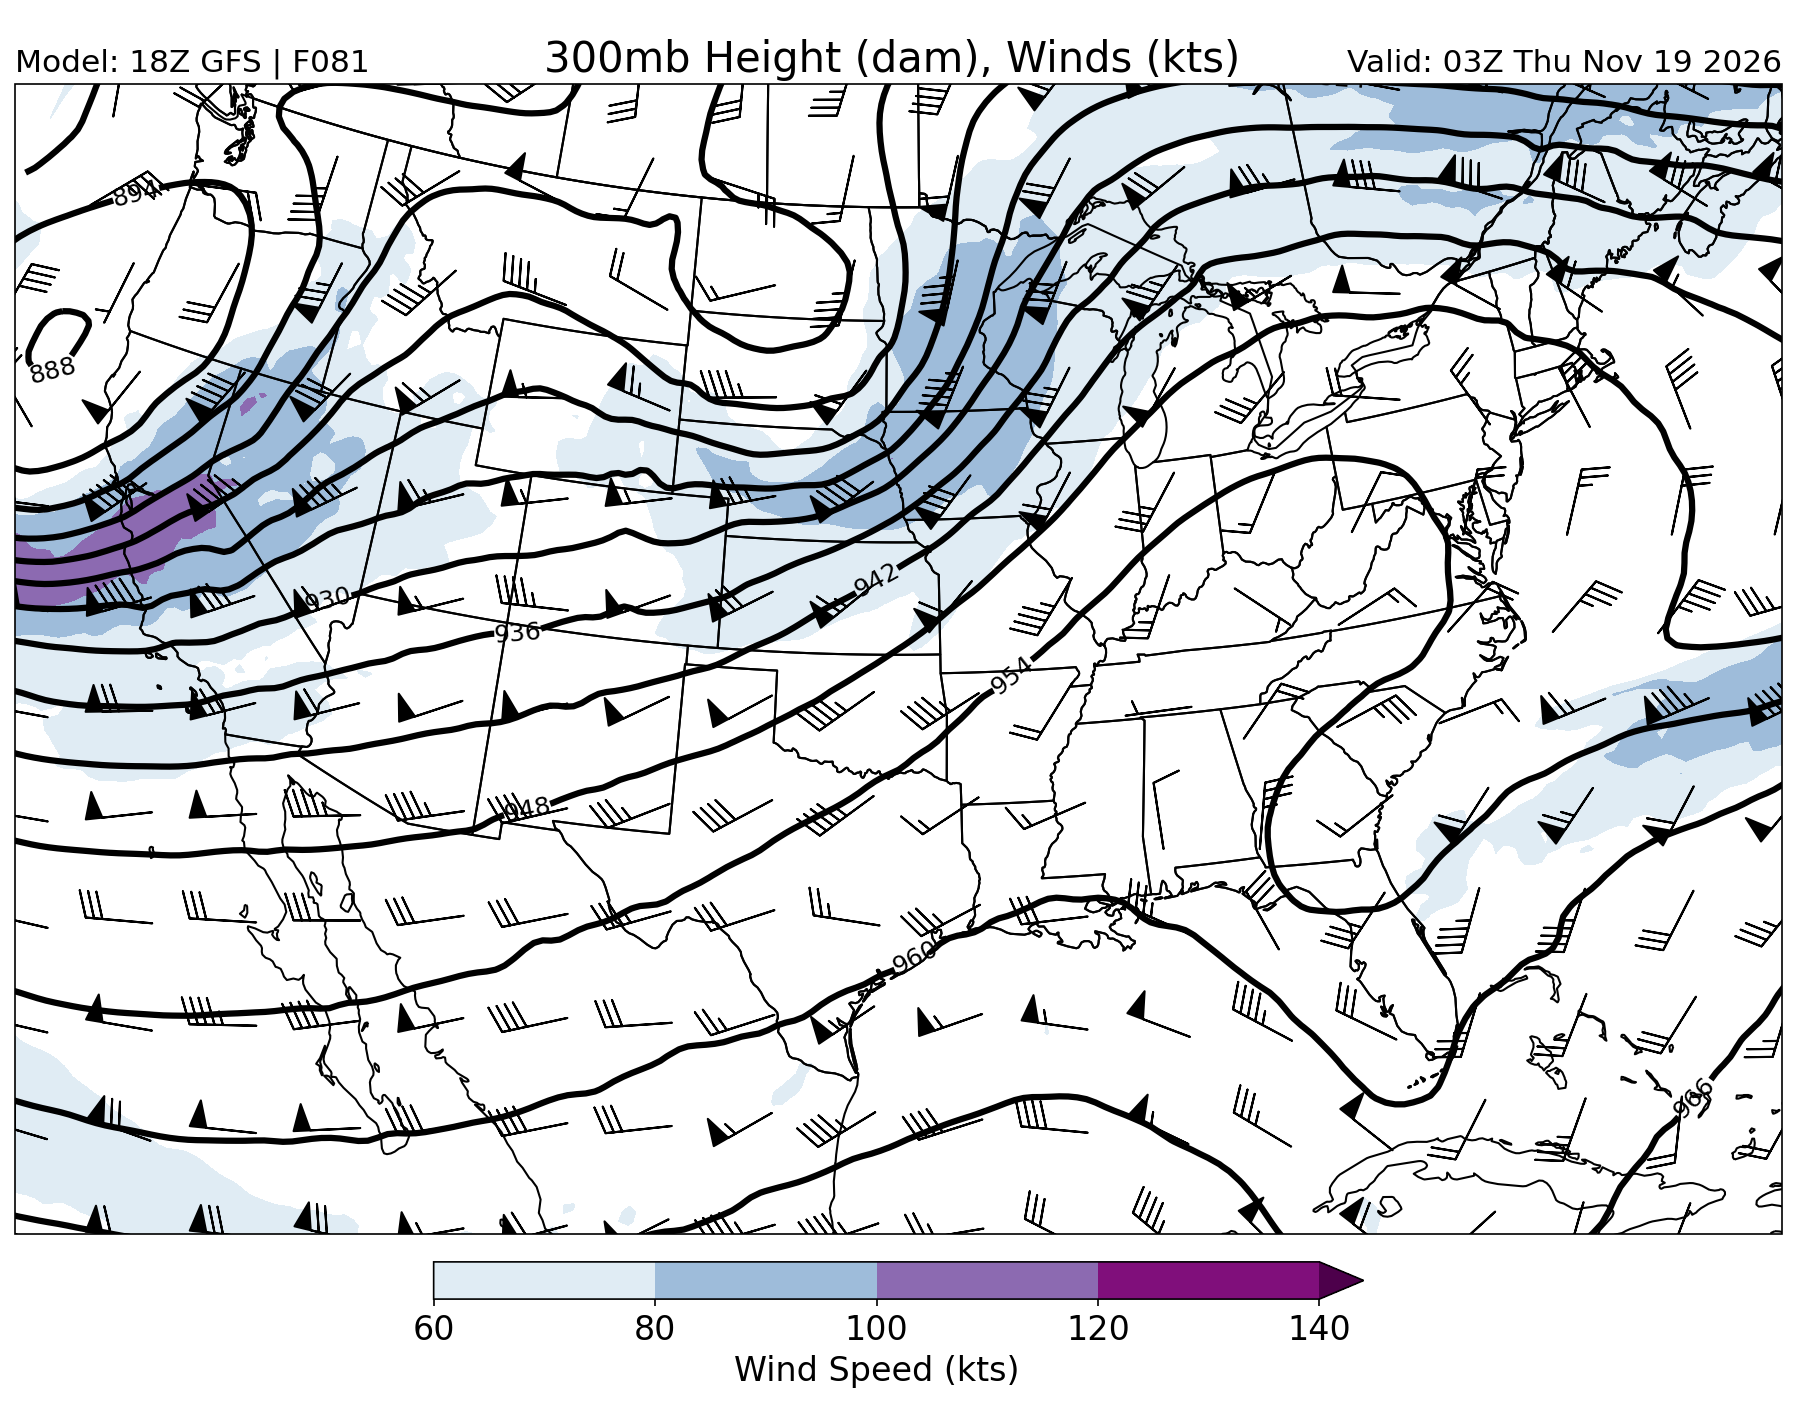 Model: 18Z GFS | F081
300mb Height (dam), Winds (kts)
Valid: 03Z Thu Nov 19 2026
894
888
930
936
942
954
948
960
966
60 80 100 120 140
Wind Speed (kts)